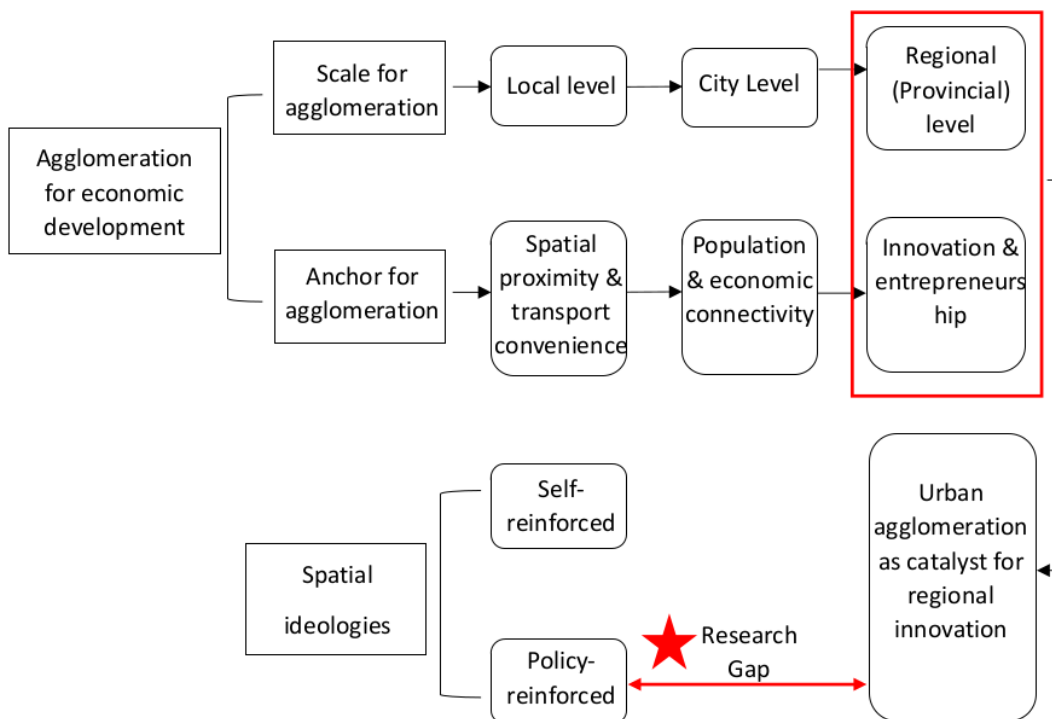 Agglomeration
for economic
development
Scale for
agglomeration
Local level
City Level
Regional
(Provincial)
level
Anchor for
agglomeration
Spatial
proximity &
transport
convenience
Population
& economic
connectivity
Innovation &
entrepreneurs
hip
Spatial
ideologies
Self-
reinforced
Policy-
reinforced
Research
Gap
Urban
agglomeration
as catalyst for
regional
innovation